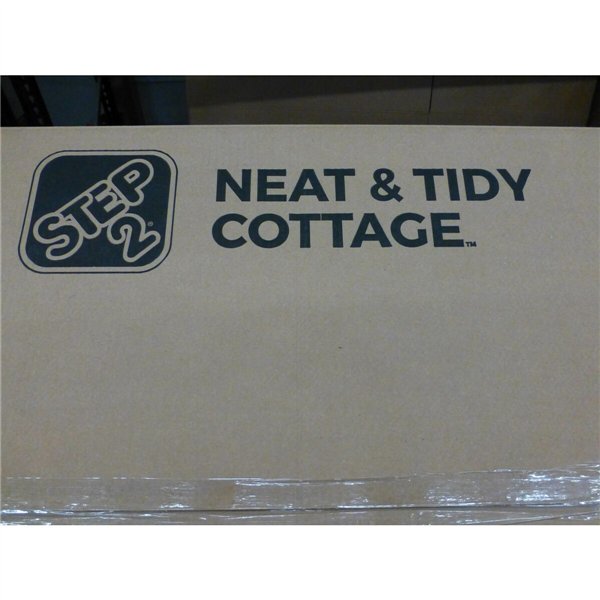 STEP
2®
NEAT & TIDY
COTTAGE™